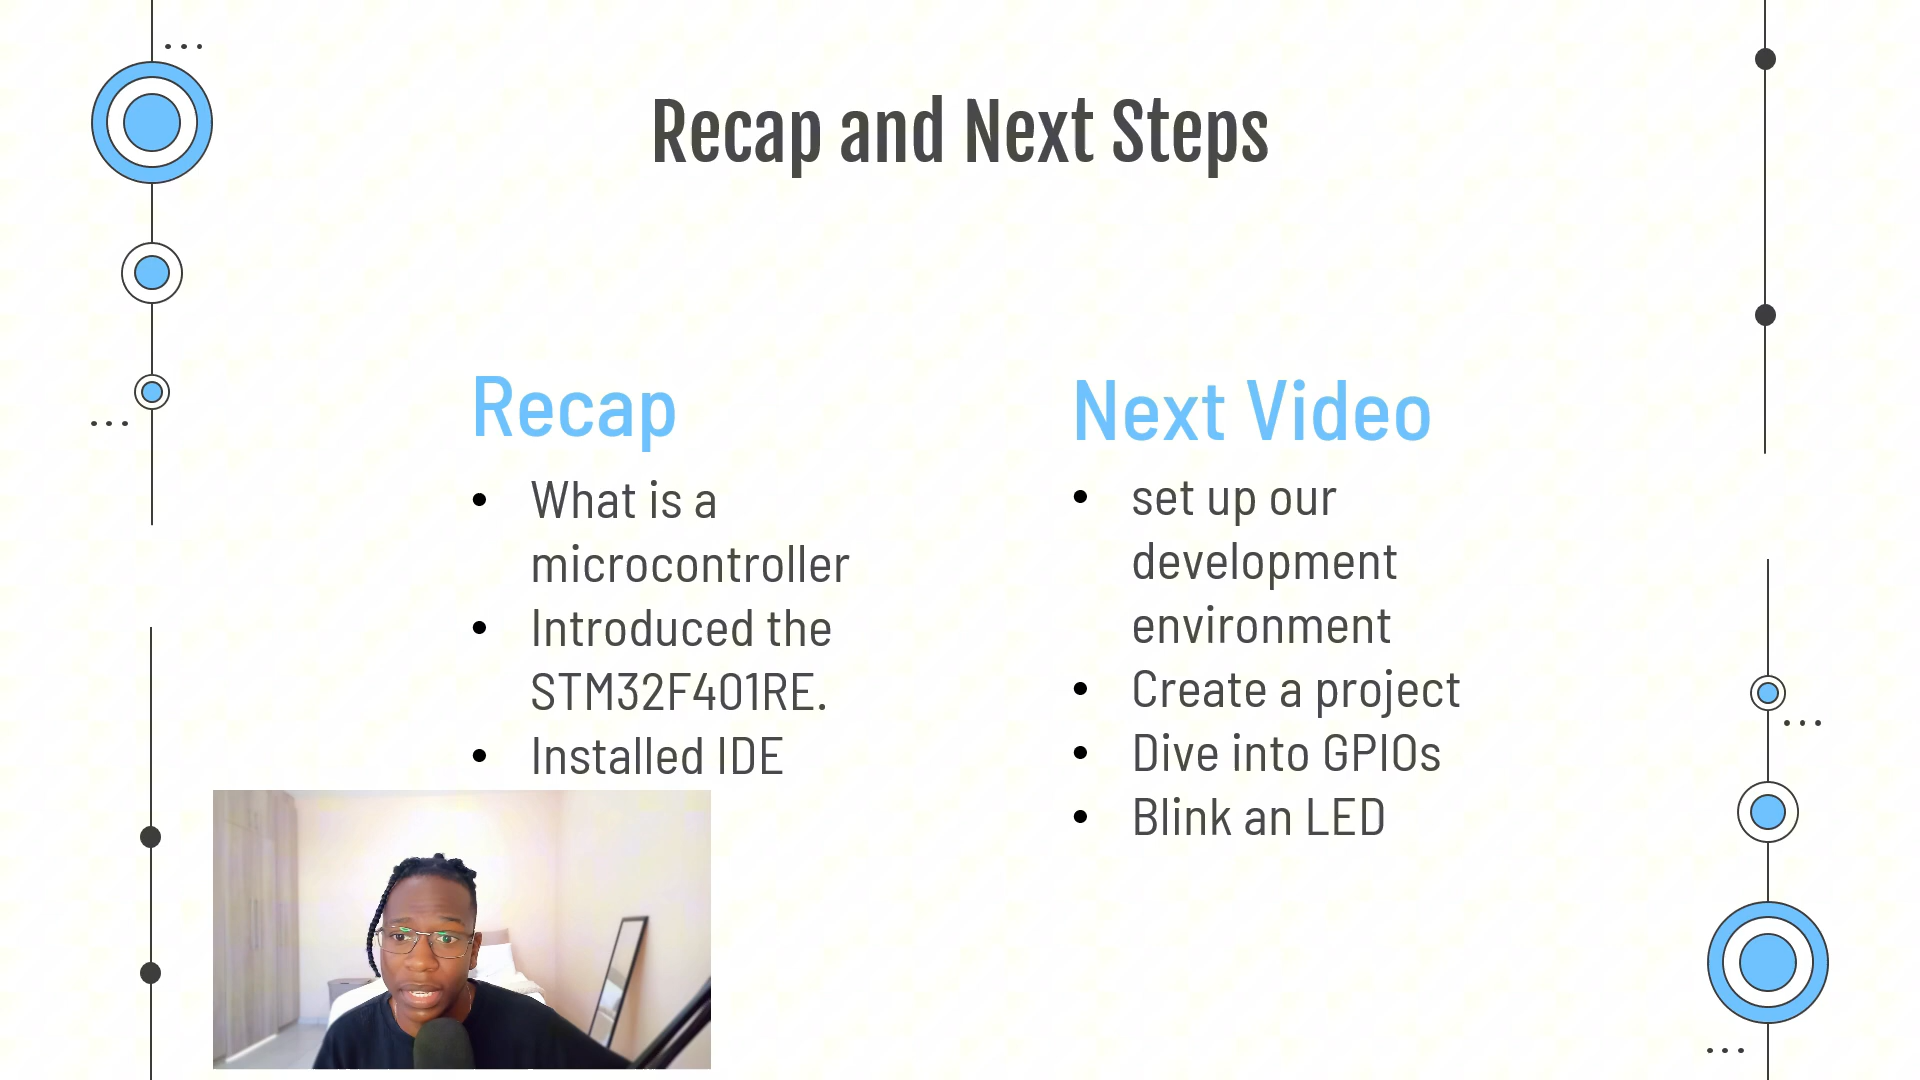 Recap and Next Steps
Recap
• What is a
microcontroller
• Introduced the
STM32F401RE.
• Installed IDE
Next Video
• set up our
development
environment
• Create a project
• Dive into GPIOs
• Blink an LED